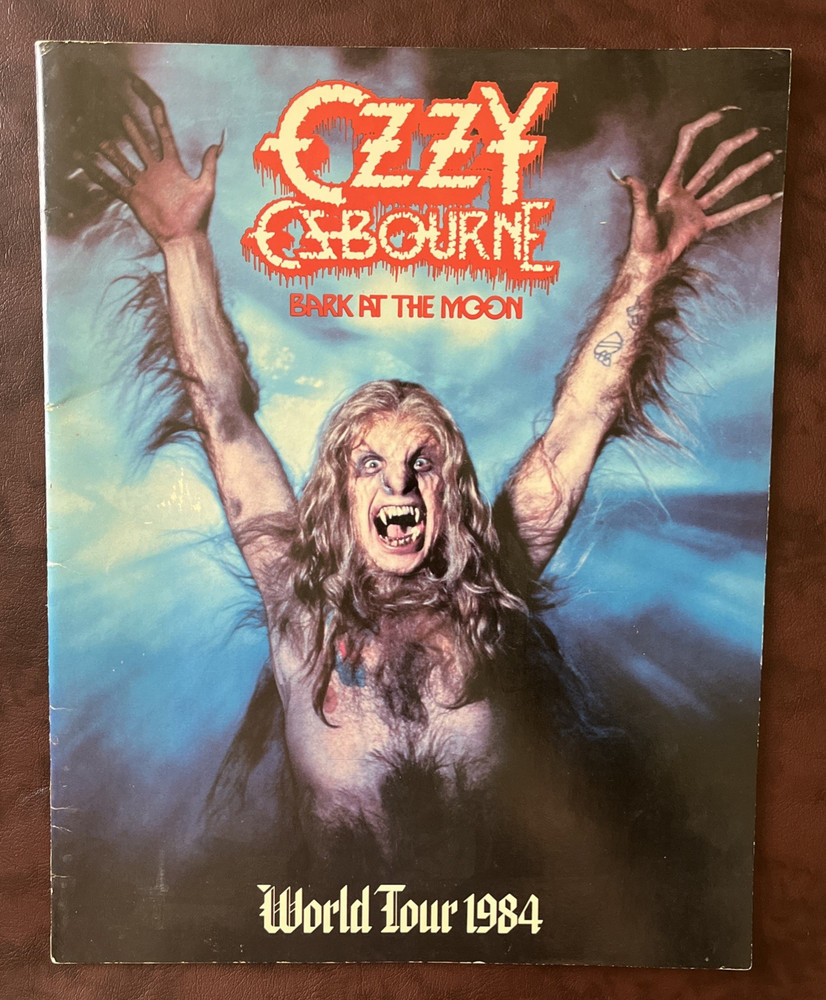 OZZY
OSBOURNE
BARK AT THE MOON
World Tour 1984